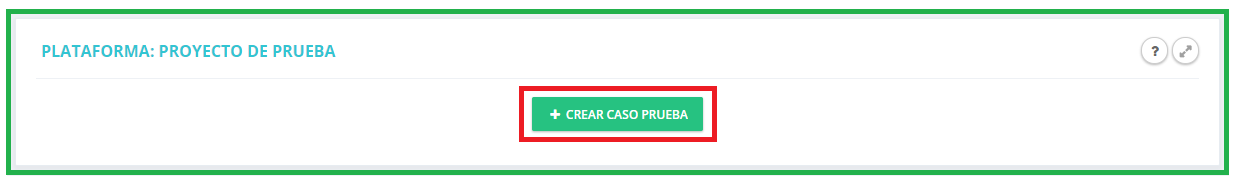 PLATAFORMA: PROYECTO DE PRUEBA
?
+ CREAR CASO PRUEBA